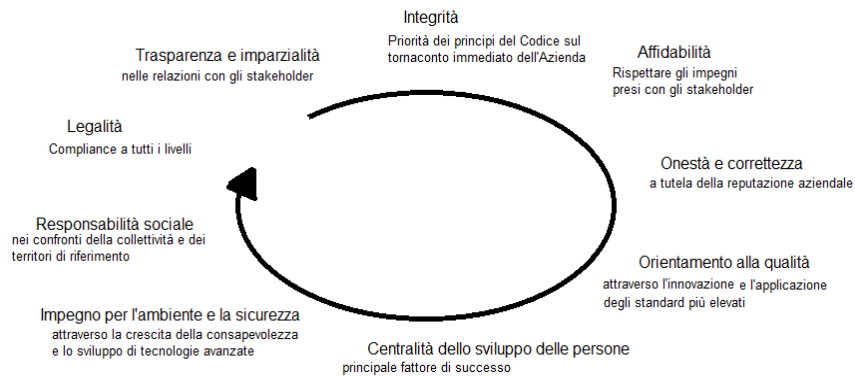 Integrità
Priorità dei principi del Codice sul
tornaconto immediato dell'Azienda
Affidabilità
Rispettare gli impegni
presi con gli stakeholder
Onestà e correttezza
a tutela della reputazione aziendale
Orientamento alla qualità
attraverso l'innovazione e l'applicazione
degli standard più elevati
Centralità dello sviluppo delle persone
principale fattore di successo
Impegno per l'ambiente e la sicurezza
attraverso la crescita della consapevolezza
e lo sviluppo di tecnologie avanzate
Responsabilità sociale
nei confronti della collettività e dei
territori di riferimento
Legalità
Compliance a tutti i livelli
Trasparenza e imparzialità
nelle relazioni con gli stakeholder